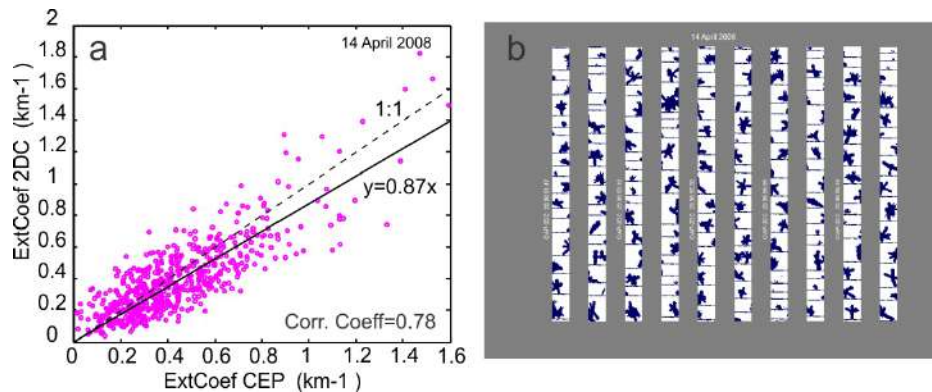 a
14 April 2008
2
1.8
1.6
1.4
1.2
1
0.8
0.6
0.4
0.2
0
ExtCoef 2DC (km-1)
1:1
y=0.87x
Corr. Coeff=0.78
0 0.2 0.4 0.6 0.8 1 1.2 1.4 1.6
ExtCoef CEP (km-1)
b
14 April 2008